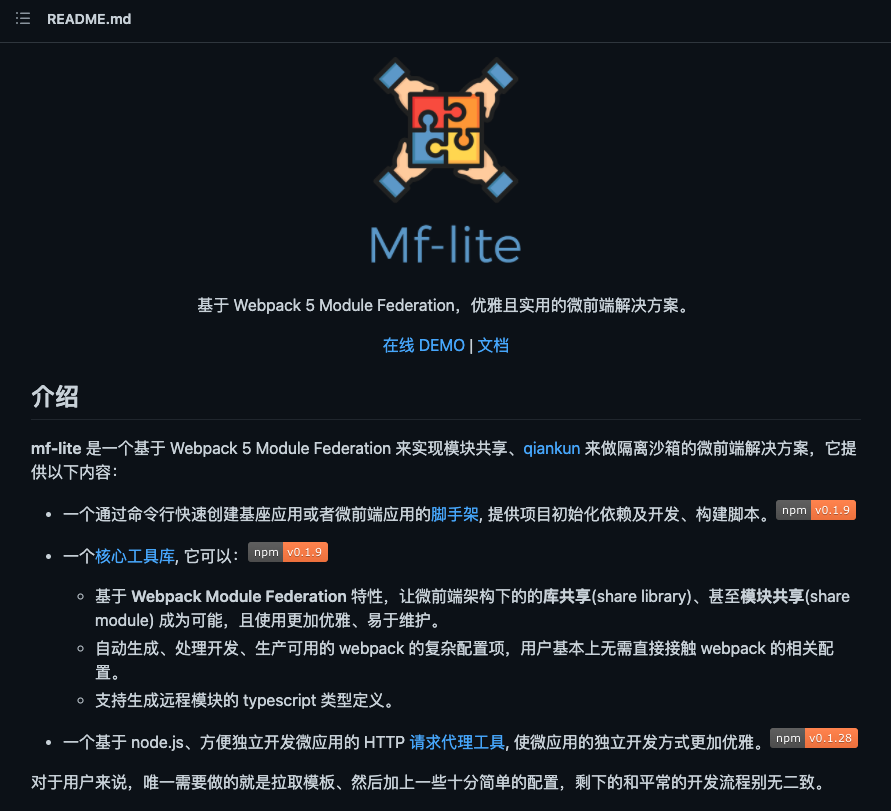 README.md
Mf-lite
基于 Webpack 5 Module Federation，优雅且实用的微前端解决方案。
在线 DEMO | 文档
介绍
mf-lite 是一个基于 Webpack 5 Module Federation 来实现模块共享、qiankun 来做隔离沙箱的微前端解决方案，它提
供以下内容：
• 一个通过命令行快速创建基座应用或者微前端应用的脚手架, 提供项目初始化依赖及开发、构建脚本。 npm v0.1.9
• 一个核心工具库, 它可以： npm v0.1.9
◦ 基于 Webpack Module Federation 特性，让微前端架构下的的库共享(share library)、甚至模块共享(share
module) 成为可能，且使用更加优雅、易于维护。
◦ 自动生成、处理开发、生产可用的 webpack 的复杂配置项，用户基本上无需直接接触 webpack 的相关配
置。
◦ 支持生成远程模块的 typescript 类型定义。
• 一个基于 node.js、方便独立开发微应用的 HTTP 请求代理工具, 使微应用的独立开发方式更加优雅。 npm v0.1.28
对于用户来说，唯一需要做的就是拉取模板、然后加上一些十分简单的配置，剩下的和平常的开发流程别无二致。